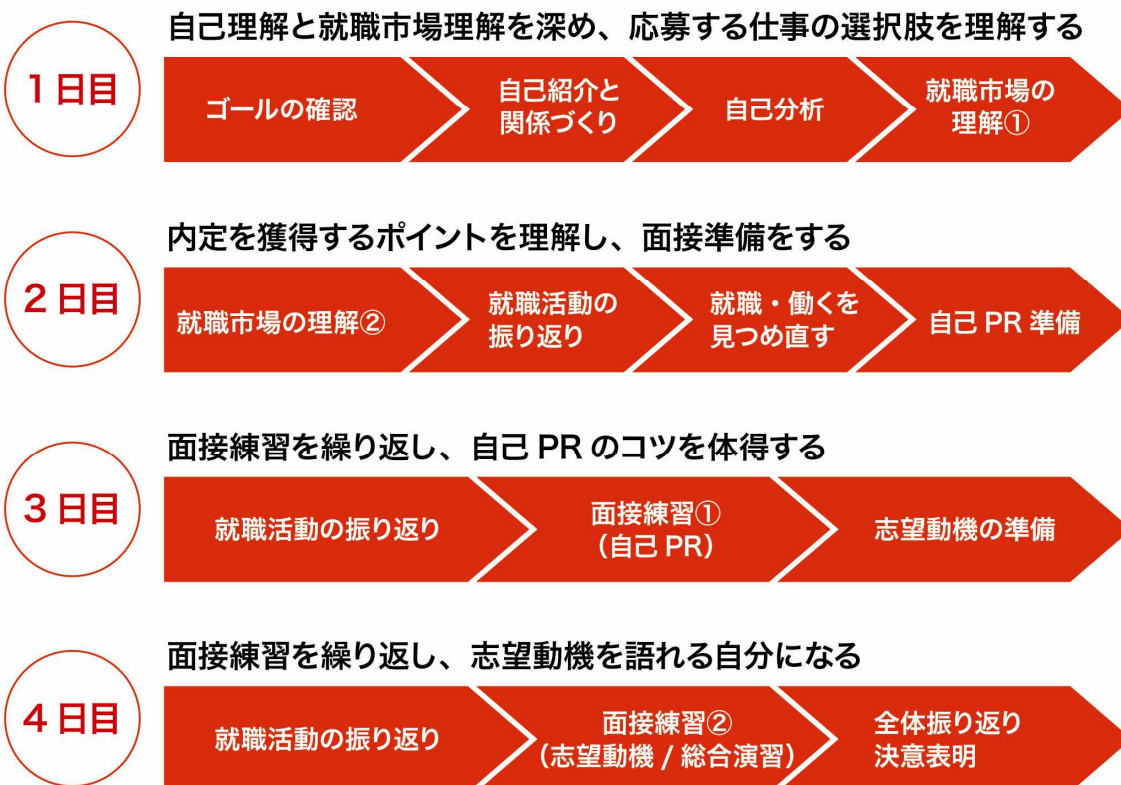 自己理解と就職市場理解を深め、応募する仕事の選択肢を理解する
1日目
ゴールの確認
自己紹介と
関係づくり
自己分析
就職市場の
理解①
内定を獲得するポイントを理解し、面接準備をする
2日目
就職市場の理解②
就職活動の
振り返り
就職・働くを
見つめ直す
自己 PR 準備
面接練習を繰り返し、自己 PR のコツを体得する
3日目
就職活動の振り返り
面接練習①
(自己 PR)
志望動機の準備
面接練習を繰り返し、志望動機を語れる自分になる
4日目
就職活動の振り返り
面接練習②
(志望動機 / 総合演習)
全体振り返り
決意表明